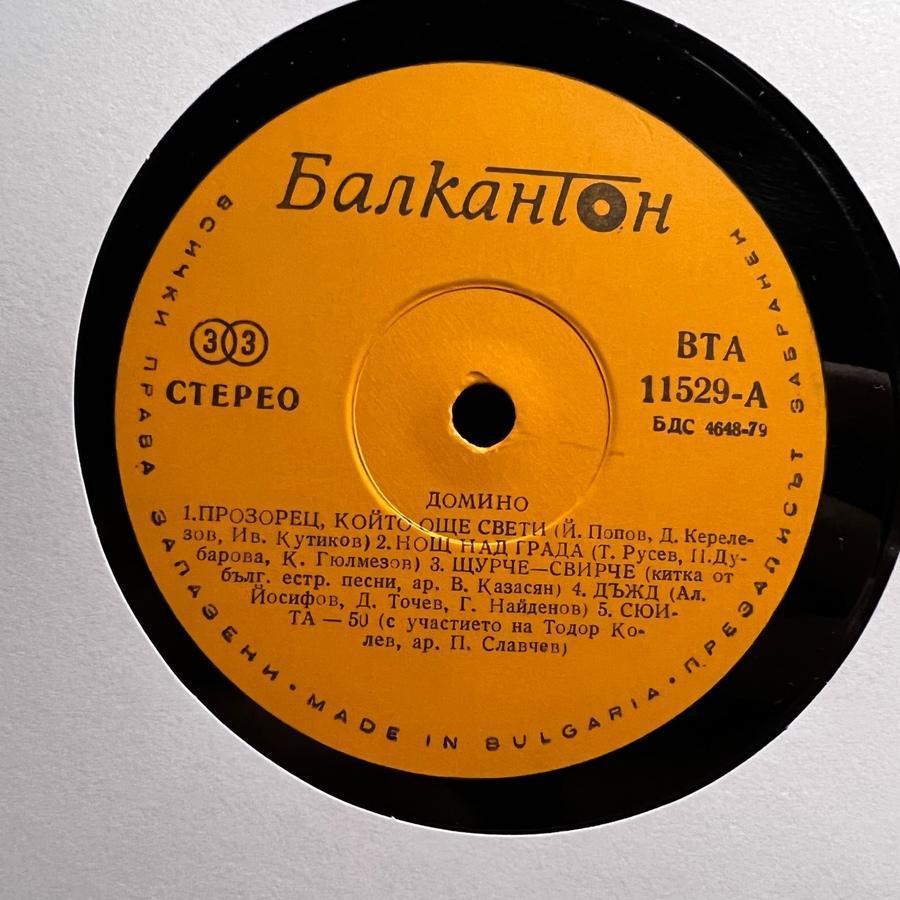 Балкантон
33
СТЕРЕО
ВТА
11529-А
БДС 4648-79
ДОМИНО
1.ПРОЗОРЕЦ, КОЙТО ОЩЕ СВЕТИ (Й. Попов, Д. Кереле-
зов, Ив. Кутиков) 2.НОЩ НАД ГРАДА (Т. Русев, П.Ду-
барова, К. Гюлмезов) 3. ЩУРЧЕ—СВИРЧЕ (китка от
бълг. естр. песни, ар. В. Казасян) 4. ДЪЖД (Ал.
Йосифов, Д. Точев, Г. Найденов) 5. СЮИ-
ТА — 50 (с участието на Тодор Ко-
лев, ар. П. Славчев)
ВСИЧКИ ПРАВА ЗАПАЗЕНИ • MADE IN BULGARIA • ПРЕЗАПИСЪТ ЗАБРАНЕН